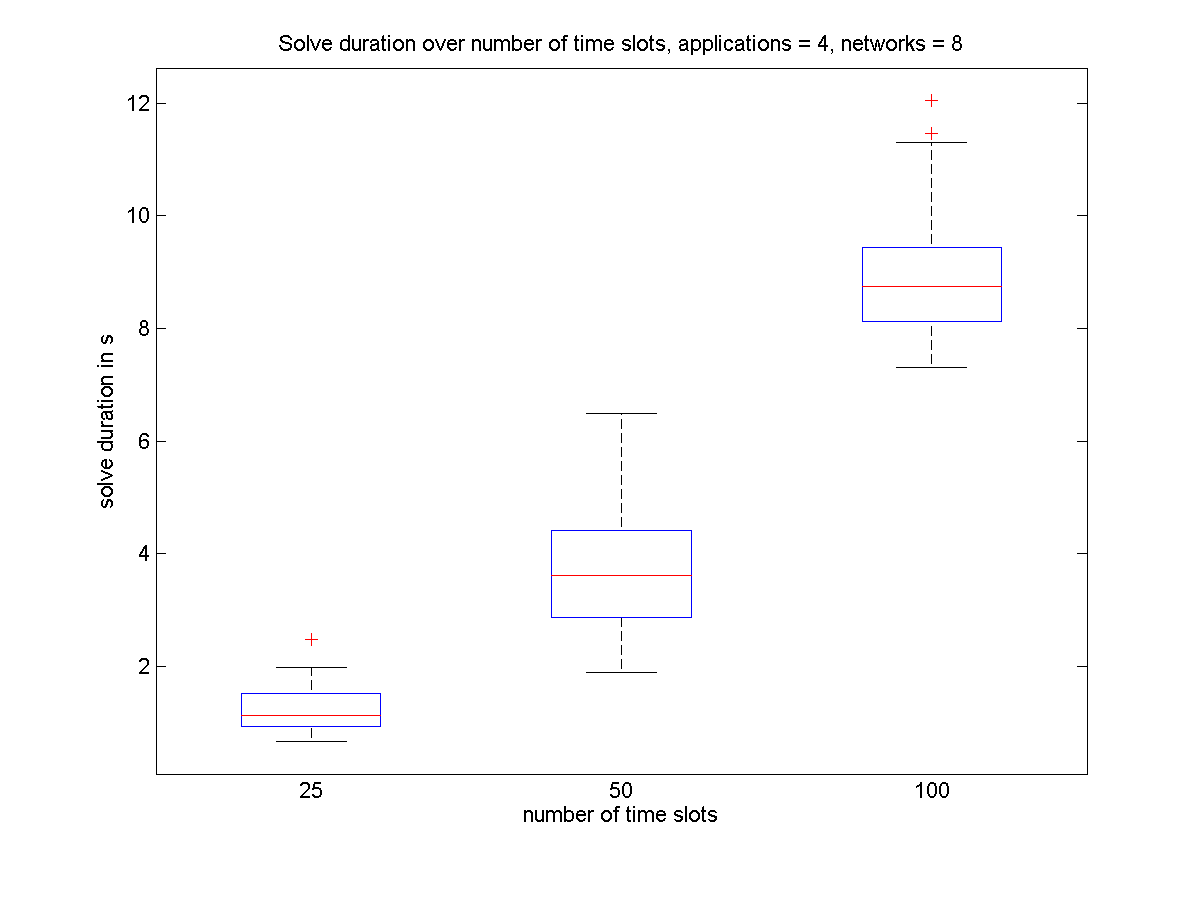 Solve duration over number of time slots, applications = 4, networks = 8
12
10
8
6
4
2
solve duration in s
25 50 100
number of time slots